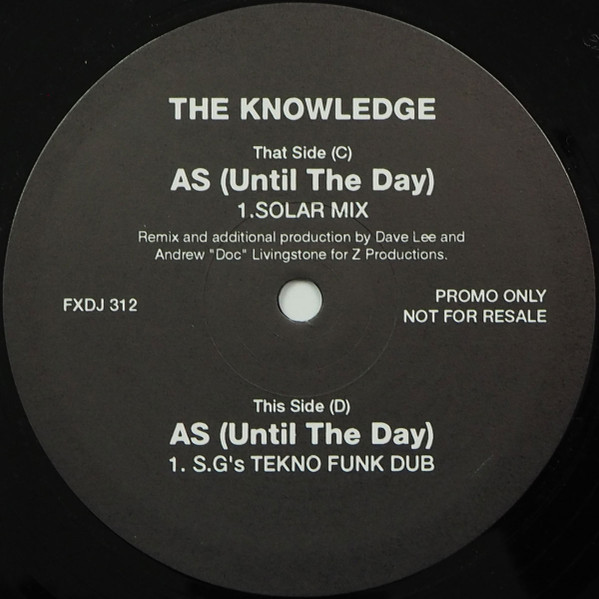 THE KNOWLEDGE
That Side (C)
AS (Until The Day)
1.SOLAR MIX
Remix and additional production by Dave Lee and
Andrew "Doc" Livingstone for Z Productions.
FXDJ 312
PROMO ONLY
NOT FOR RESALE
This Side (D)
AS (Until The Day)
1. S.G's TEKNO FUNK DUB